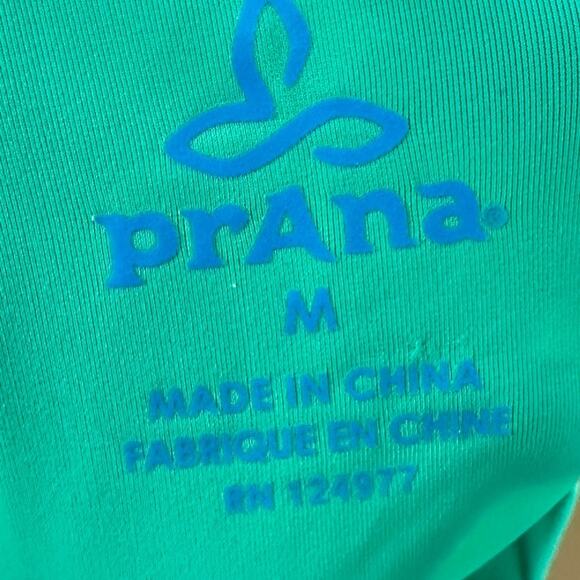 prAna®
M
MADE IN CHINA
FABRIQUE EN CHINE
RN 124977